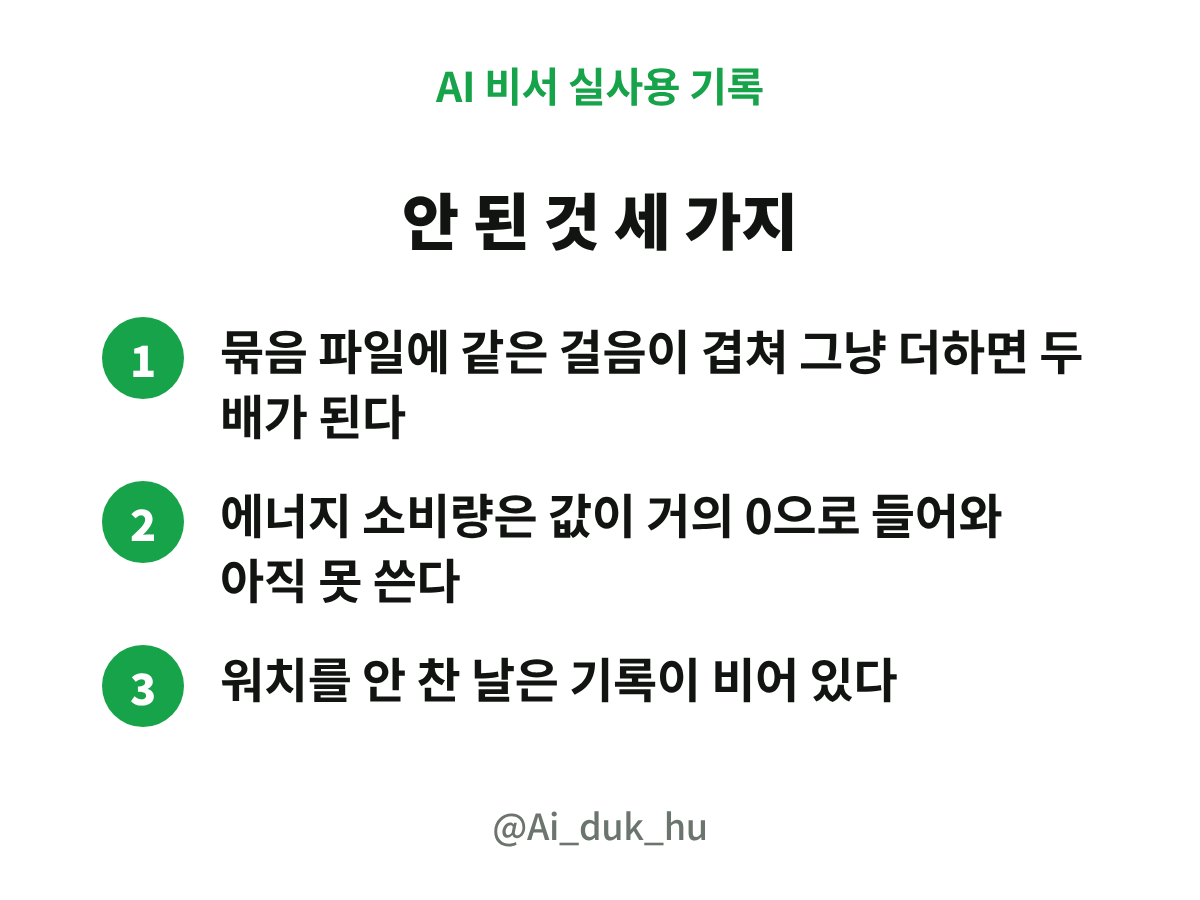 AI 비서 실사용 기록
안 된 것 세 가지
1 묶음 파일에 같은 걸음이 겹쳐 그냥 더하면 두
배가 된다
2 에너지 소비량은 값이 거의 0으로 들어와
아직 못 쓴다
3 워치를 안 찬 날은 기록이 비어 있다
@Ai_duk_hu